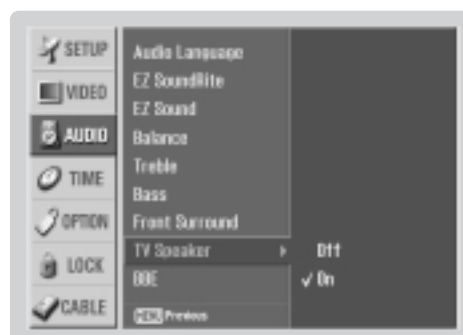 SETUP
VIDEO
AUDIO
TIME
OPTION
LOCK
CABLE
Audio Language
EZ SoundRite
EZ Sound
Balance
Treble
Bass
Front Surround
TV Speaker
BBE
MENU Previous
Off
✓ On